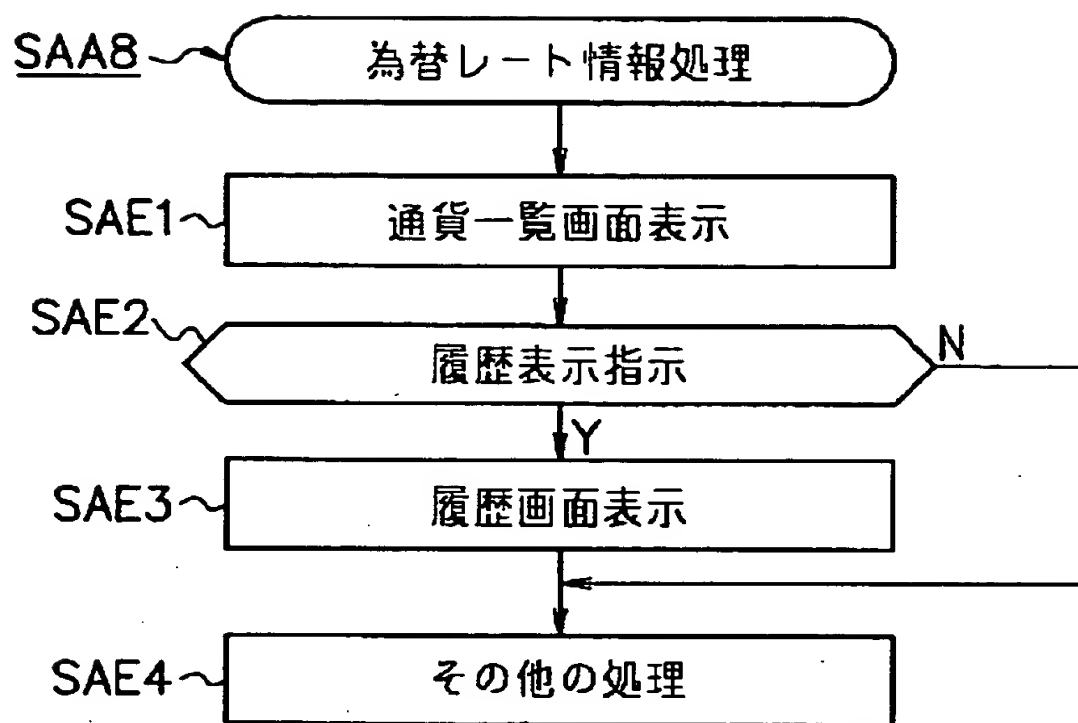 SAA8 為替レート情報処理
SAE1 通貨一覧画面表示
SAE2 履歴表示指示 N
Y
SAE3 履歴画面表示
SAE4 その他の処理